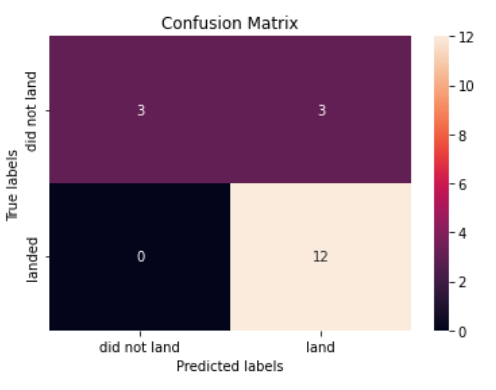 Confusion Matrix
True labels
did not land
landed
3
3
0
12
did not land
land
Predicted labels
12
10
8
6
4
2
0